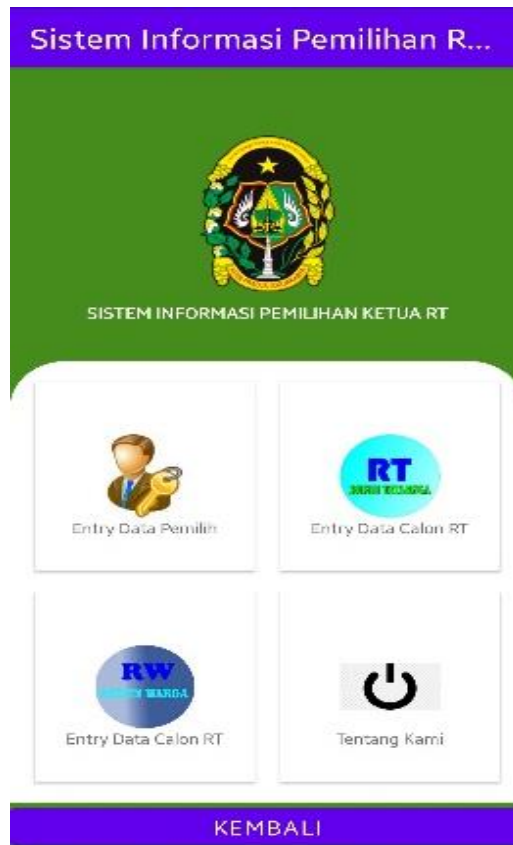 Sistem Informasi Pemilihan R...
SISTEM INFORMASI PEMILIHAN KETUA RT
Entry Data Pemilih
RT
Entry Data Calon RT
RW
WARGA
Entry Data Calon RT
Tentang Kami
KEMBALI